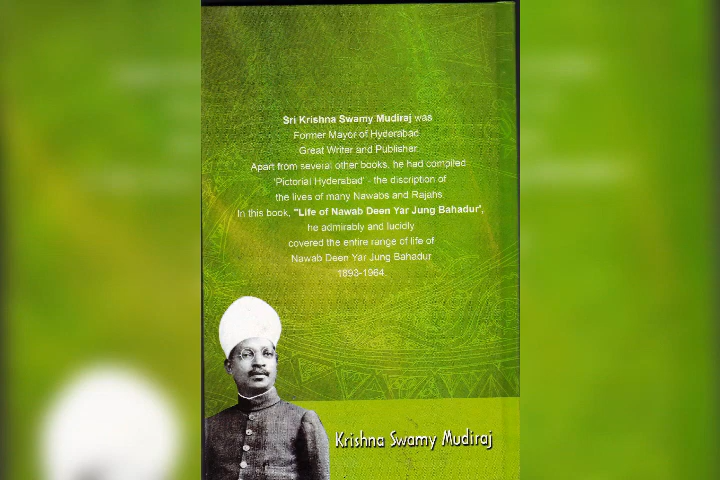 Sri Krishna Swamy Mudiraj was
Former Mayor of Hyderabad
Great Writer and Publisher.
Apart from several other books, he had compiled
'Pictorial Hyderabad' - the discription of
the lives of many Nawabs and Rajahs.
In this book, "Life of Nawab Deen Yar Jung Bahadur",
he admirably and lucidly
covered the entire range of life of
Nawab Deen Yar Jung Bahadur
1893-1964.
Krishna Swamy Mudiraj